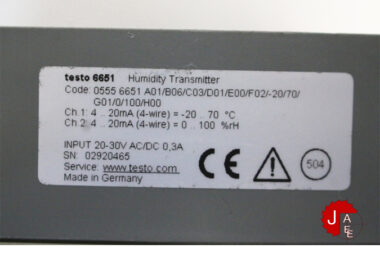 testo 6651 Humidity Transmitter
Code: 0555 6651 A01/B06/C03/D01/E00/F02/-20/70/
G01/0/100/H00
Ch 1: 4 .. 20mA (4-wire) = -20 .. 70 °C
Ch 2: 4 .. 20mA (4-wire) = 0 .. 100 %rH
INPUT 20-30V AC/DC 0,3A
SN: 02920465
Service: www.testo.com
Made in Germany
CE
504
JAEE